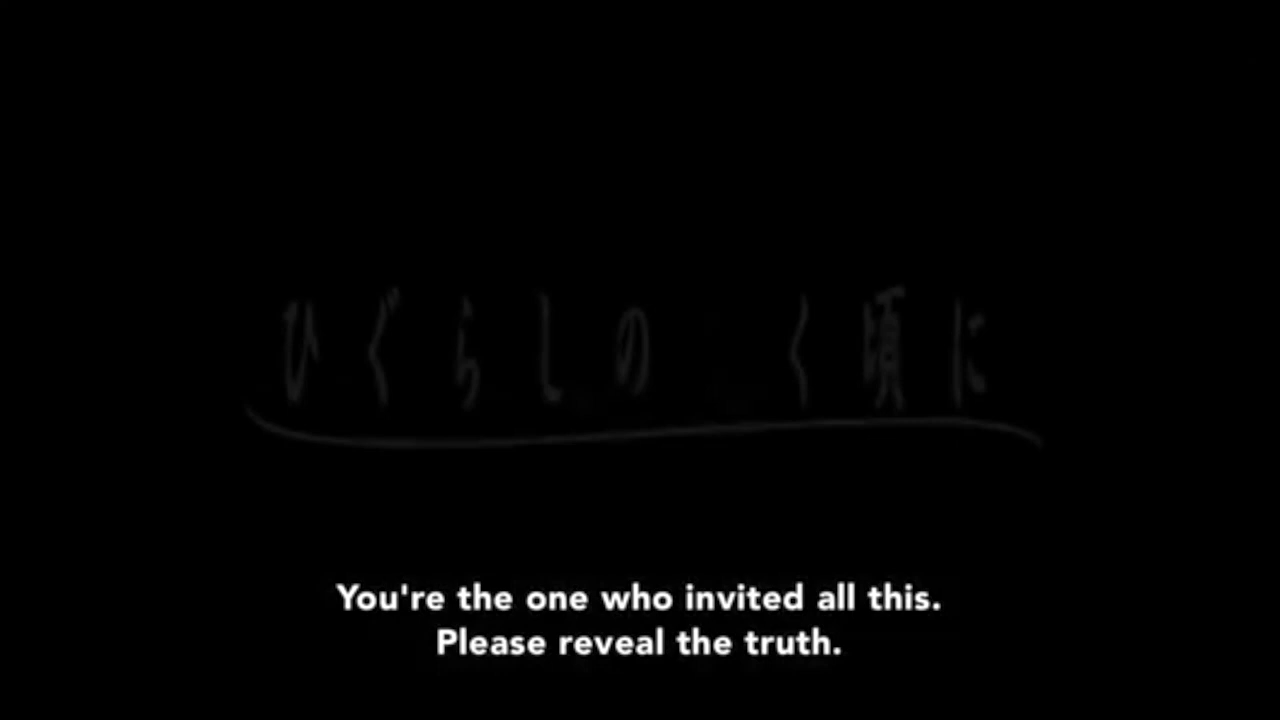 ひぐらしの く頃に
You're the one who invited all this.
Please reveal the truth.